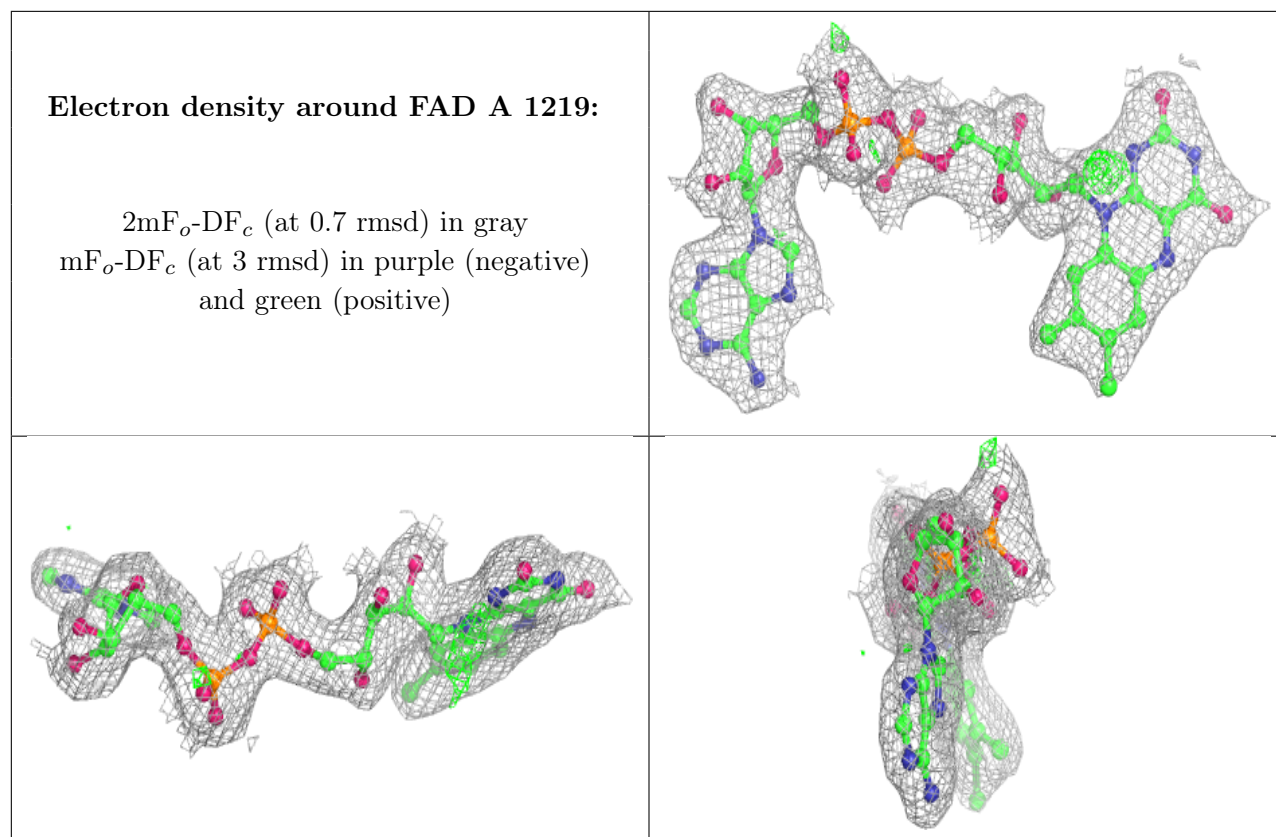 Electron density around FAD A 1219:
2mFo-DFc (at 0.7 rmsd) in gray
mFo-DFc (at 3 rmsd) in purple (negative)
and green (positive)